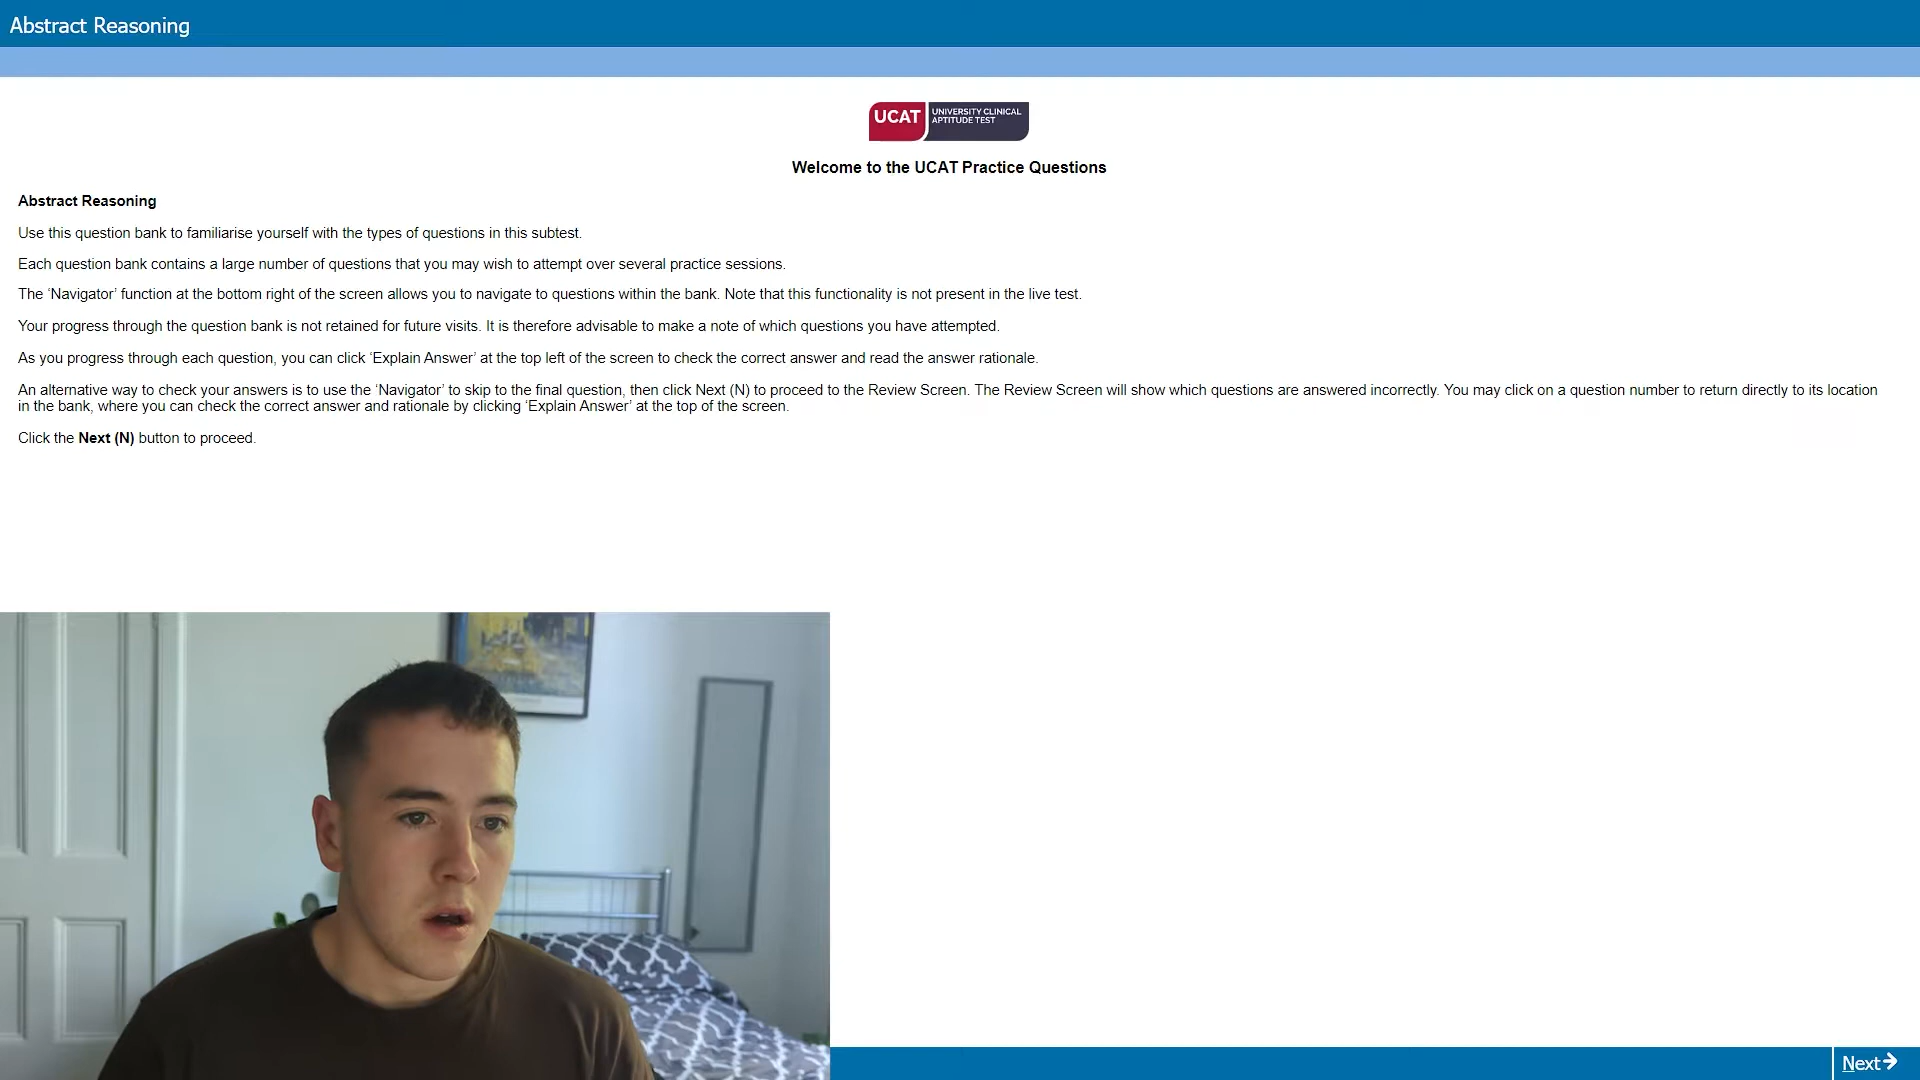 Abstract Reasoning
UCAT UNIVERSITY CLINICAL
APTITUDE TEST
Welcome to the UCAT Practice Questions
Abstract Reasoning
Use this question bank to familiarise yourself with the types of questions in this subtest.
Each question bank contains a large number of questions that you may wish to attempt over several practice sessions.
The ‘Navigator’ function at the bottom right of the screen allows you to navigate to questions within the bank. Note that this functionality is not present in the live test.
Your progress through the question bank is not retained for future visits. It is therefore advisable to make a note of which questions you have attempted.
As you progress through each question, you can click ‘Explain Answer’ at the top left of the screen to check the correct answer and read the answer rationale.
An alternative way to check your answers is to use the ‘Navigator’ to skip to the final question, then click Next (N) to proceed to the Review Screen. The Review Screen will show which questions are answered incorrectly. You may click on a question number to return directly to its location
in the bank, where you can check the correct answer and rationale by clicking ‘Explain Answer’ at the top of the screen.
Click the Next (N) button to proceed.
Next